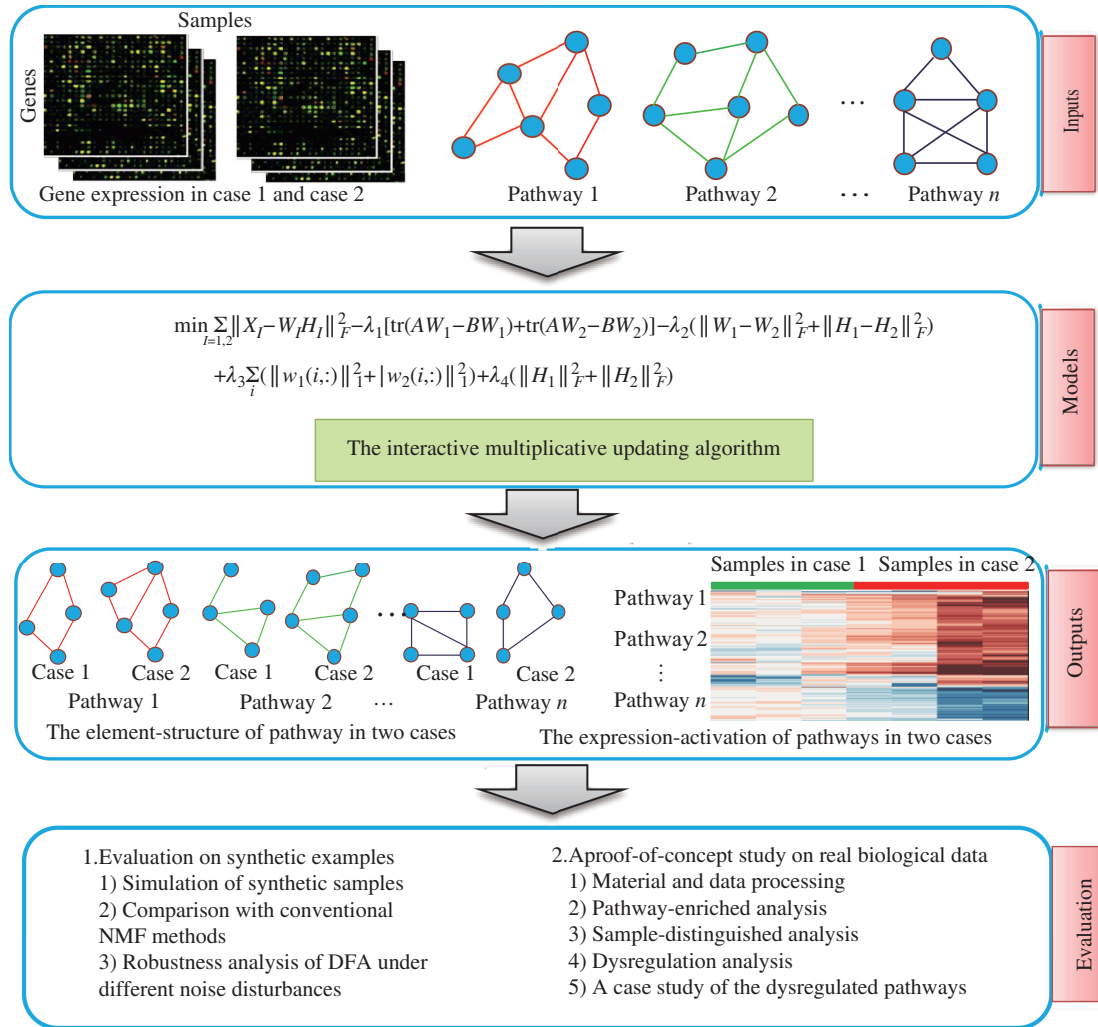 Samples
Genes
Gene expression in case 1 and case 2
Pathway 1
Pathway 2
...
...
Pathway n
Inputs
min Σ‖X_I−W_I H_I‖²_F−λ₁[tr(AW₁−BW₁)+tr(AW₂−BW₂)]−λ₂(‖W₁−W₂‖²_F+‖H₁−H₂‖²_F)
I=1,2
+λ₃Σ(‖w₁(i,:)‖²₁+|w₂(i,:)‖²₁)+λ₄(‖H₁‖²_F+‖H₂‖²_F)
i
The interactive multiplicative updating algorithm
Models
Case 1
Case 2
Case 1
Case 2
...
Case 1
Case 2
Pathway 1
Pathway 2
...
Pathway n
The element-structure of pathway in two cases
Samples in case 1
Samples in case 2
Pathway 1
Pathway 2
⋮
Pathway n
The expression-activation of pathways in two cases
Outputs
1.Evaluation on synthetic examples
1) Simulation of synthetic samples
2) Comparison with conventional
NMF methods
3) Robustness analysis of DFA under
different noise disturbances
2.Aproof-of-concept study on real biological data
1) Material and data processing
2) Pathway-enriched analysis
3) Sample-distinguished analysis
4) Dysregulation analysis
5) A case study of the dysregulated pathways
Evaluation